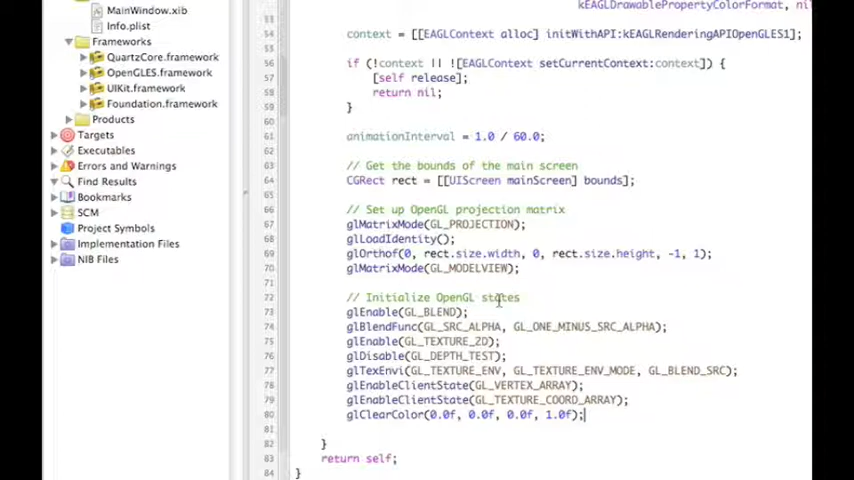 MainWindow.xib
Info.plist
Frameworks
QuartzCore.framework
OpenGLES.framework
UIKit.framework
Foundation.framework
Products
Targets
Executables
Errors and Warnings
Find Results
Bookmarks
SCM
Project Symbols
Implementation Files
NIB Files
53 kEAGLDrawablePropertyColorFormat, nil
54 context = [[EAGLContext alloc] initWithAPI:kEAGLRenderingAPIOpenGLES1];
55
56 if (!context || ![EAGLContext setCurrentContext:context]) {
57 [self release];
58 return nil;
59 }
60
61 animationInterval = 1.0 / 60.0;
62
63 // Get the bounds of the main screen
64 CGRect rect = [[UIScreen mainScreen] bounds];
65
66 // Set up OpenGL projection matrix
67 glMatrixMode(GL_PROJECTION);
68 glLoadIdentity();
69 glOrthof(0, rect.size.width, 0, rect.size.height, -1, 1);
70 glMatrixMode(GL_MODELVIEW);
71
72 // Initialize OpenGL states
73 glEnable(GL_BLEND);
74 glBlendFunc(GL_SRC_ALPHA, GL_ONE_MINUS_SRC_ALPHA);
75 glEnable(GL_TEXTURE_2D);
76 glDisable(GL_DEPTH_TEST);
77 glTexEnvi(GL_TEXTURE_ENV, GL_TEXTURE_ENV_MODE, GL_BLEND_SRC);
78 glEnableClientState(GL_VERTEX_ARRAY);
79 glEnableClientState(GL_TEXTURE_COORD_ARRAY);
80 glClearColor(0.0f, 0.0f, 0.0f, 1.0f);
81
82 }
83 return self;
84 }